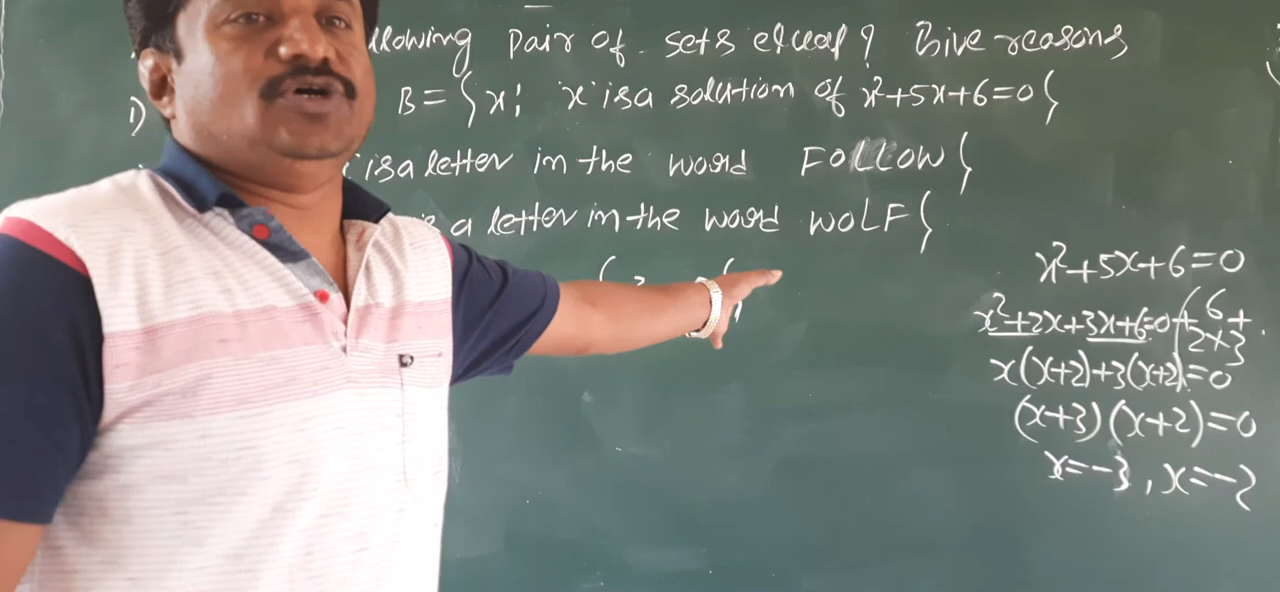 llowing pair of sets equal? Give reasons
1) B = { x: x is a solution of x²+5x+6=0 }
is a letter in the word FOLLOW }
is a letter in the word WOLF }
x²+5x+6=0
x²+2x+3x+6=0 + 6 +
2×3
x(x+2)+3(x+2)=0
(x+3)(x+2)=0
x=-3, x=-2